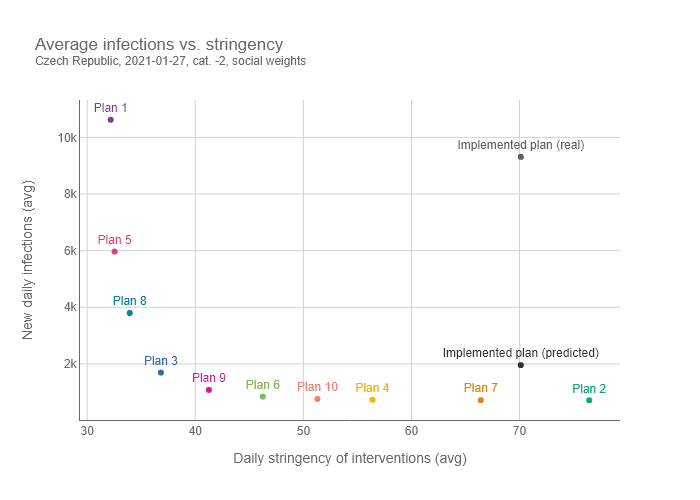 Average infections vs. stringency
Czech Republic, 2021-01-27, cat. -2, social weights
Plan 1
10k
Implemented plan (real)
8k
New daily infections (avg)
Plan 5
6k
Plan 8
4k
Implemented plan (predicted)
Plan 3
2k
Plan 9
Plan 6
Plan 10
Plan 4
Plan 7
Plan 2
30
40
50
60
70
Daily stringency of interventions (avg)